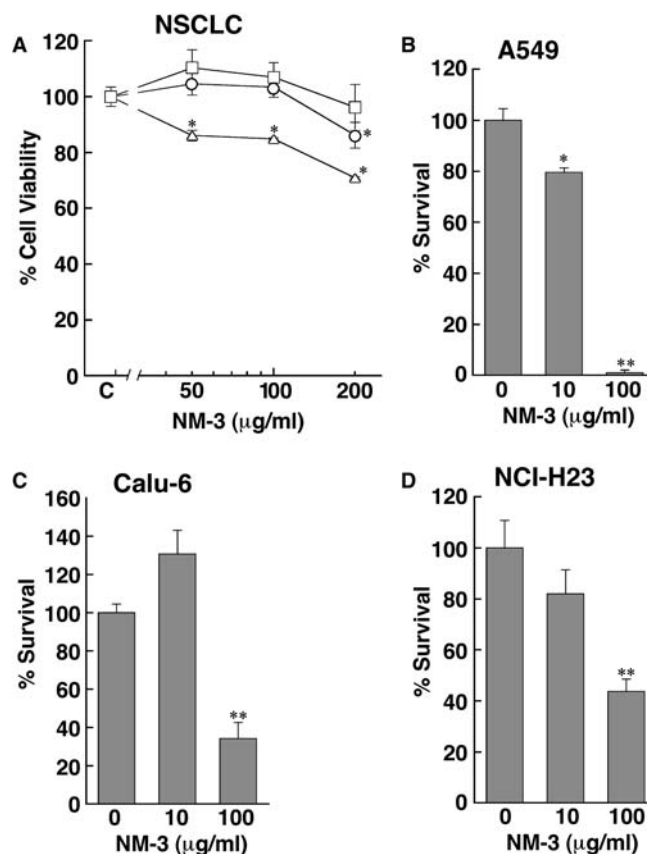 A
NSCLC
% Cell Viability
120
100
80
60
40
20
0
* * * *
C 50 100 200
NM-3 (µg/ml)
B
A549
% Survival
120
100
80
60
40
20
0
*
**
0 10 100
NM-3 (µg/ml)
C
Calu-6
% Survival
160
140
120
100
80
60
40
20
0
**
0 10 100
NM-3 (µg/ml)
D
NCI-H23
% Survival
120
100
80
60
40
20
0
**
0 10 100
NM-3 (µg/ml)